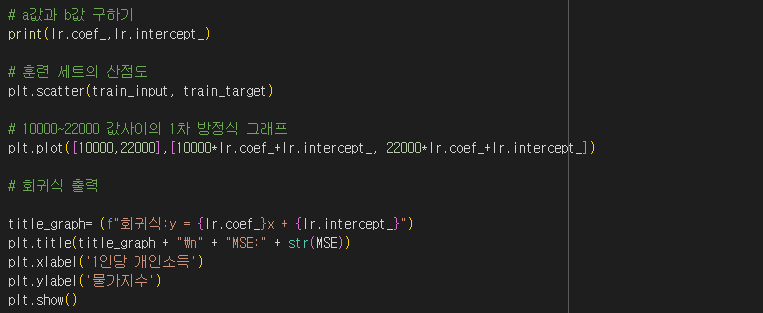 # a값과 b값 구하기
print(lr.coef_,lr.intercept_)
# 훈련 세트의 산점도
plt.scatter(train_input, train_target)
# 10000~22000 값사이의 1차 방정식 그래프
plt.plot([10000,22000],[10000*lr.coef_+lr.intercept_, 22000*lr.coef_+lr.intercept_])
# 회귀식 출력
title_graph= (f"회귀식:y = {lr.coef_}x + {lr.intercept_}")
plt.title(title_graph + "₩n" + "MSE:" + str(MSE))
plt.xlabel('1인당 개인소득')
plt.ylabel('물가지수')
plt.show()